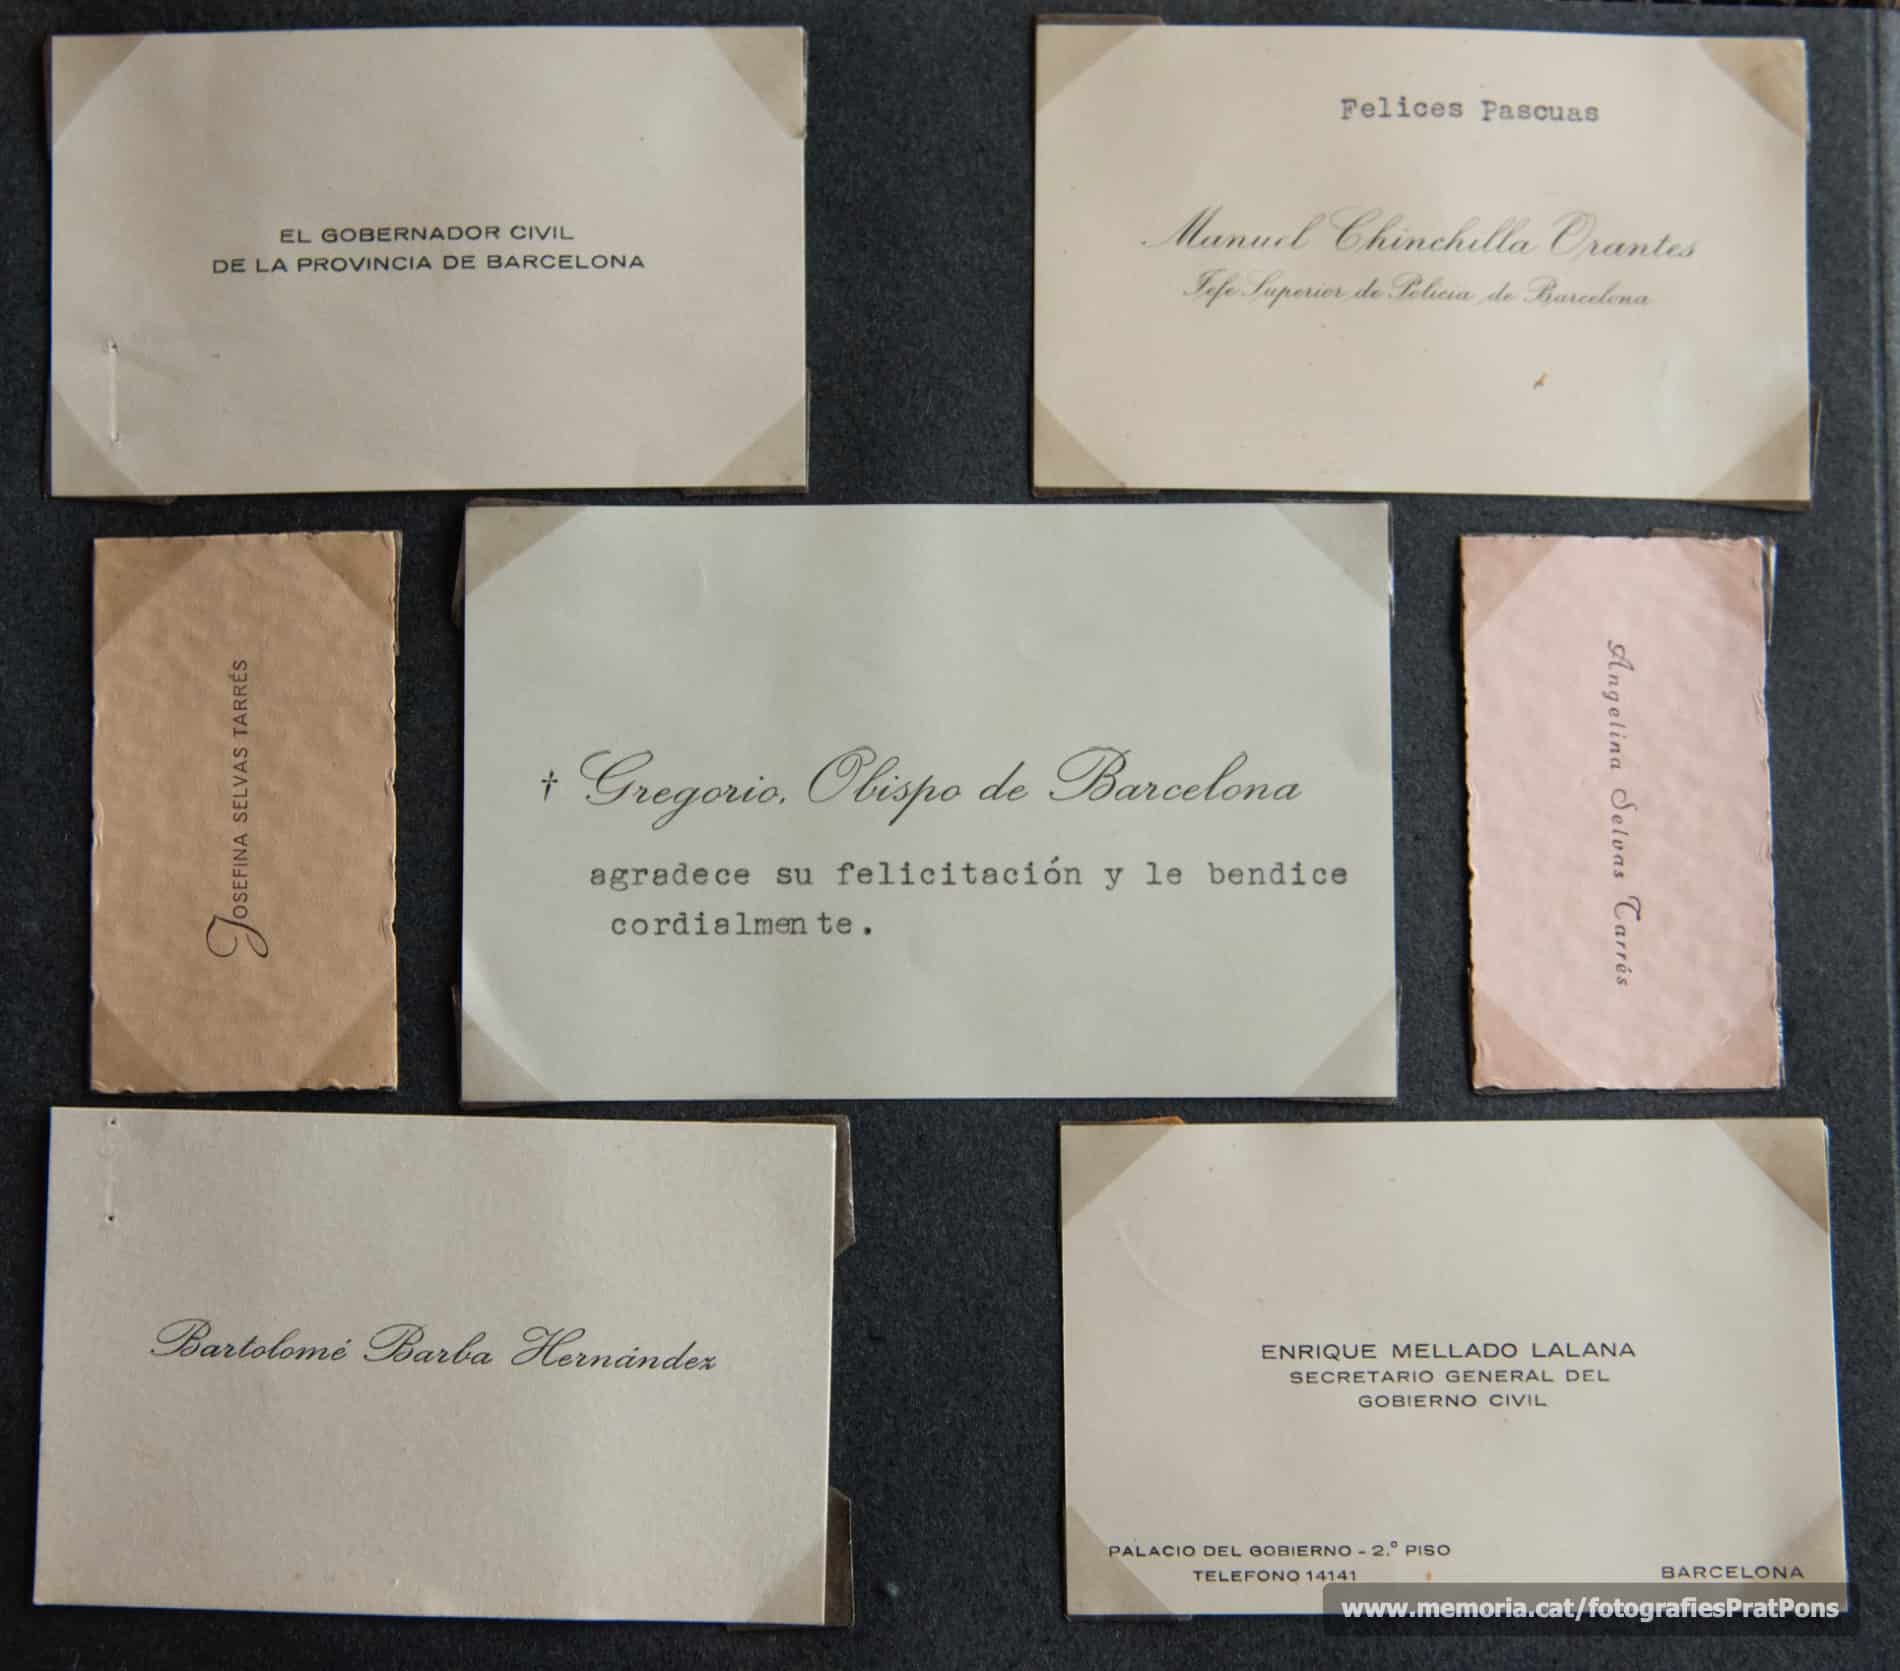 EL GOBERNADOR CIVIL
DE LA PROVINCIA DE BARCELONA
Felices Pascuas
Manuel Chinchilla Orantes
Jefe Superior de Policia de Barcelona
JOSEFINA SELVAS TARRÉS
† Gregorio, Obispo de Barcelona
agradece su felicitación y le bendice
cordialmente.
Angelina Selvas Tarrés
Bartolomé Barba Hernández
ENRIQUE MELLADO LALANA
SECRETARIO GENERAL DEL
GOBIERNO CIVIL
PALACIO DEL GOBIERNO - 2.º PISO
TELEFONO 14141
BARCELONA
www.memoria.cat/fotografiesPratPons